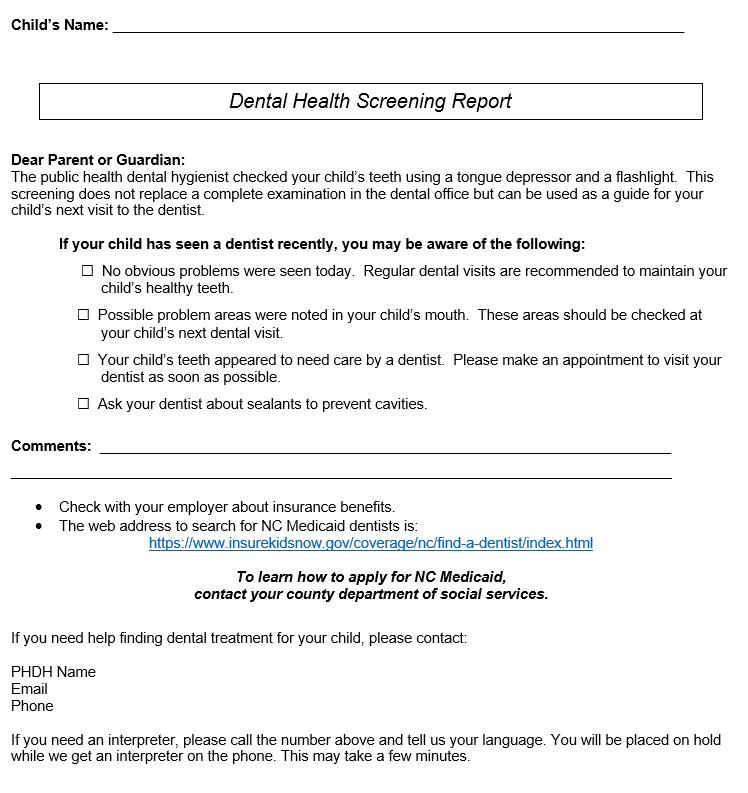 Child's Name: ___
Dental Health Screening Report
Dear Parent or Guardian:
The public health dental hygienist checked your child's teeth using a tongue depressor and a flashlight.  This
screening does not replace a complete examination in the dental office but can be used as a guide for your
child's next visit to the dentist.
If your child has seen a dentist recently, you may be aware of the following:
☐ No obvious problems were seen today.  Regular dental visits are recommended to maintain your
child's healthy teeth.
☐ Possible problem areas were noted in your child's mouth.  These areas should be checked at
your child's next dental visit.
☐ Your child's teeth appeared to need care by a dentist.  Please make an appointment to visit your
dentist as soon as possible.
☐ Ask your dentist about sealants to prevent cavities.
Comments: ___
• Check with your employer about insurance benefits.
• The web address to search for NC Medicaid dentists is:
https://www.insurekidsnow.gov/coverage/nc/find-a-dentist/index.html
To learn how to apply for NC Medicaid,
contact your county department of social services.
If you need help finding dental treatment for your child, please contact:
PHDH Name
Email
Phone
If you need an interpreter, please call the number above and tell us your language. You will be placed on hold
while we get an interpreter on the phone. This may take a few minutes.